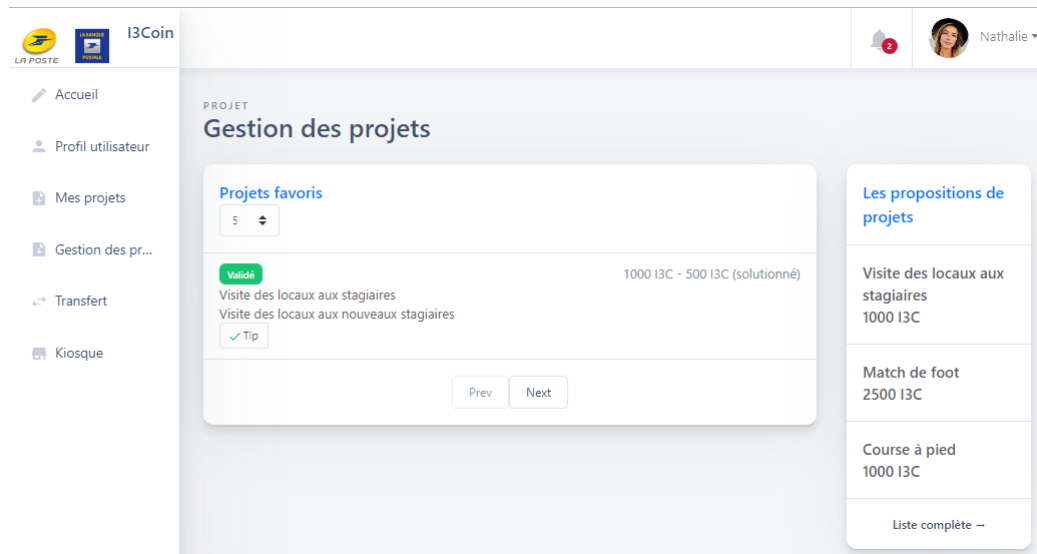 LA POSTE
LA BANQUE
POSTALE
I3Coin
2
Nathalie
Accueil
Profil utilisateur
Mes projets
Gestion des pr...
Transfert
Kiosque
PROJET
Gestion des projets
Projets favoris
5
Validé
1000 I3C - 500 I3C (solutionné)
Visite des locaux aux stagiaires
Visite des locaux aux nouveaux stagiaires
✓ Tip
Prev
Next
Les propositions de
projets
Visite des locaux aux
stagiaires
1000 I3C
Match de foot
2500 I3C
Course à pied
1000 I3C
Liste complète →